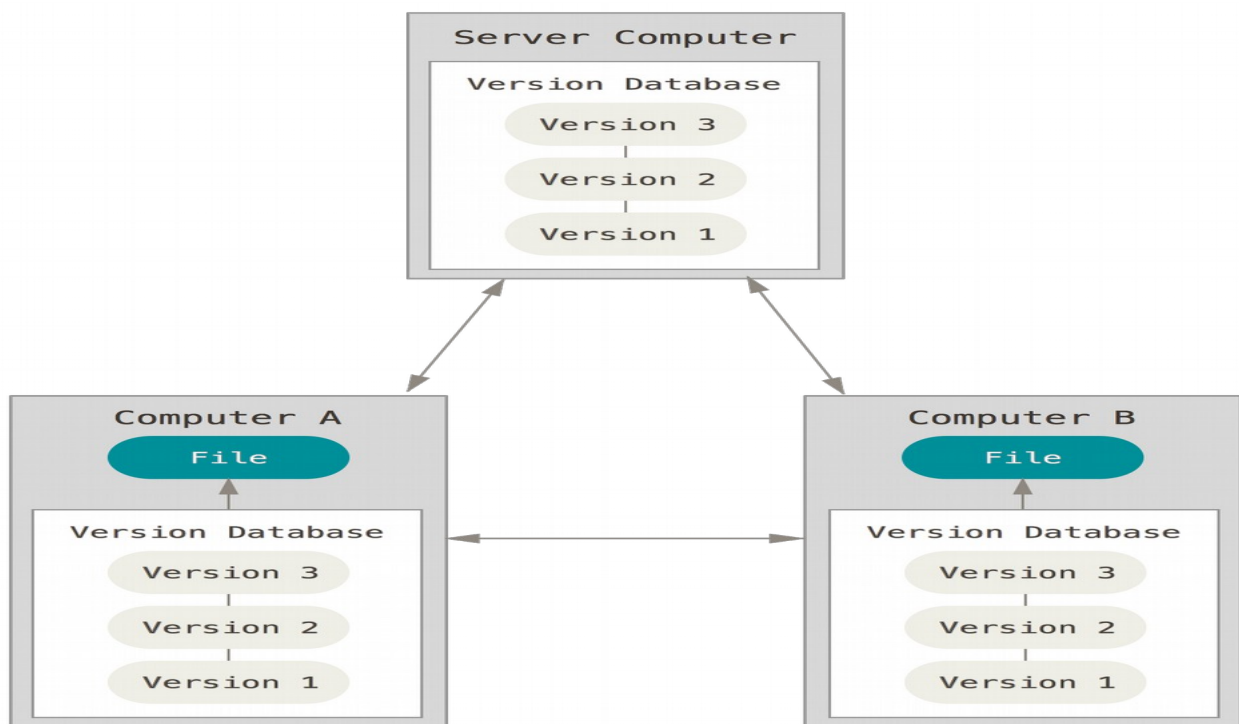 Server Computer
Version Database
Version 3
Version 2
Version 1
Computer A
File
Version Database
Version 3
Version 2
Version 1
Computer B
File
Version Database
Version 3
Version 2
Version 1